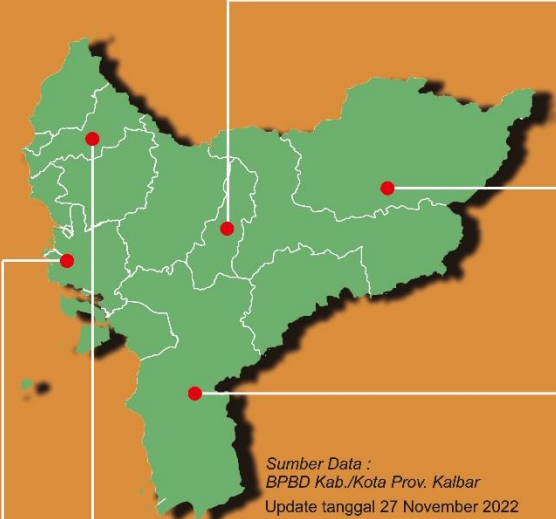 Sumber Data :
BPBD Kab./Kota Prov. Kalbar
Update tanggal 27 November 2022